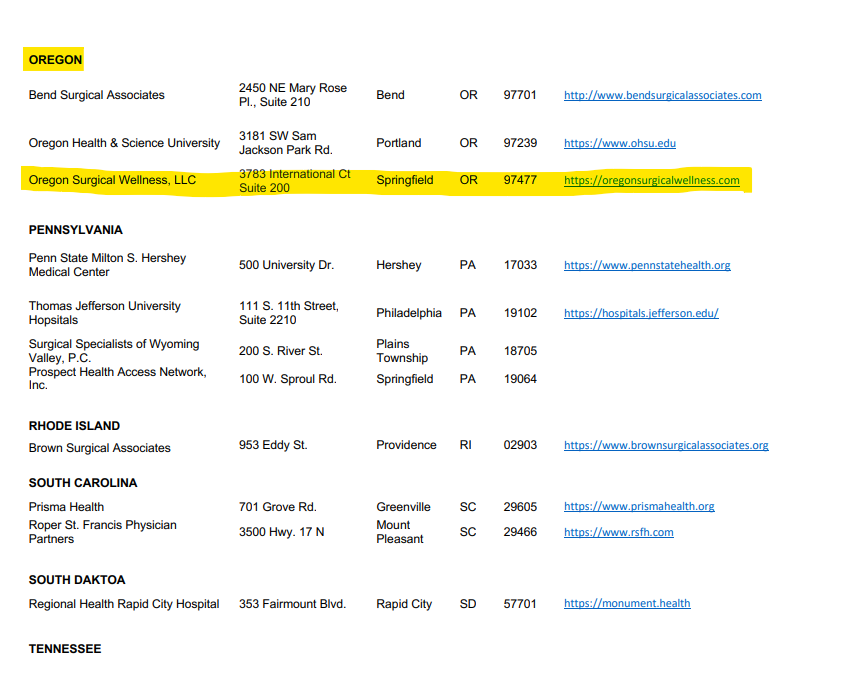 OREGON
Bend Surgical Associates 2450 NE Mary Rose Pl., Suite 210 Bend OR 97701 http://www.bendsurgicalassociates.com
Oregon Health & Science University 3181 SW Sam Jackson Park Rd. Portland OR 97239 https://www.ohsu.edu
Oregon Surgical Wellness, LLC 3783 International Ct Suite 200 Springfield OR 97477 https://oregonsurgicalwellness.com
PENNSYLVANIA
Penn State Milton S. Hershey Medical Center 500 University Dr. Hershey PA 17033 https://www.pennstatehealth.org
Thomas Jefferson University Hopsitals 111 S. 11th Street, Suite 2210 Philadelphia PA 19102 https://hospitals.jefferson.edu/
Surgical Specialists of Wyoming Valley, P.C. 200 S. River St. Plains Township PA 18705
Prospect Health Access Network, Inc. 100 W. Sproul Rd. Springfield PA 19064
RHODE ISLAND
Brown Surgical Associates 953 Eddy St. Providence RI 02903 https://www.brownsurgicalassociates.org
SOUTH CAROLINA
Prisma Health 701 Grove Rd. Greenville SC 29605 https://www.prismahealth.org
Roper St. Francis Physician Partners 3500 Hwy. 17 N Mount Pleasant SC 29466 https://www.rsfh.com
SOUTH DAKTOA
Regional Health Rapid City Hospital 353 Fairmount Blvd. Rapid City SD 57701 https://monument.health
TENNESSEE